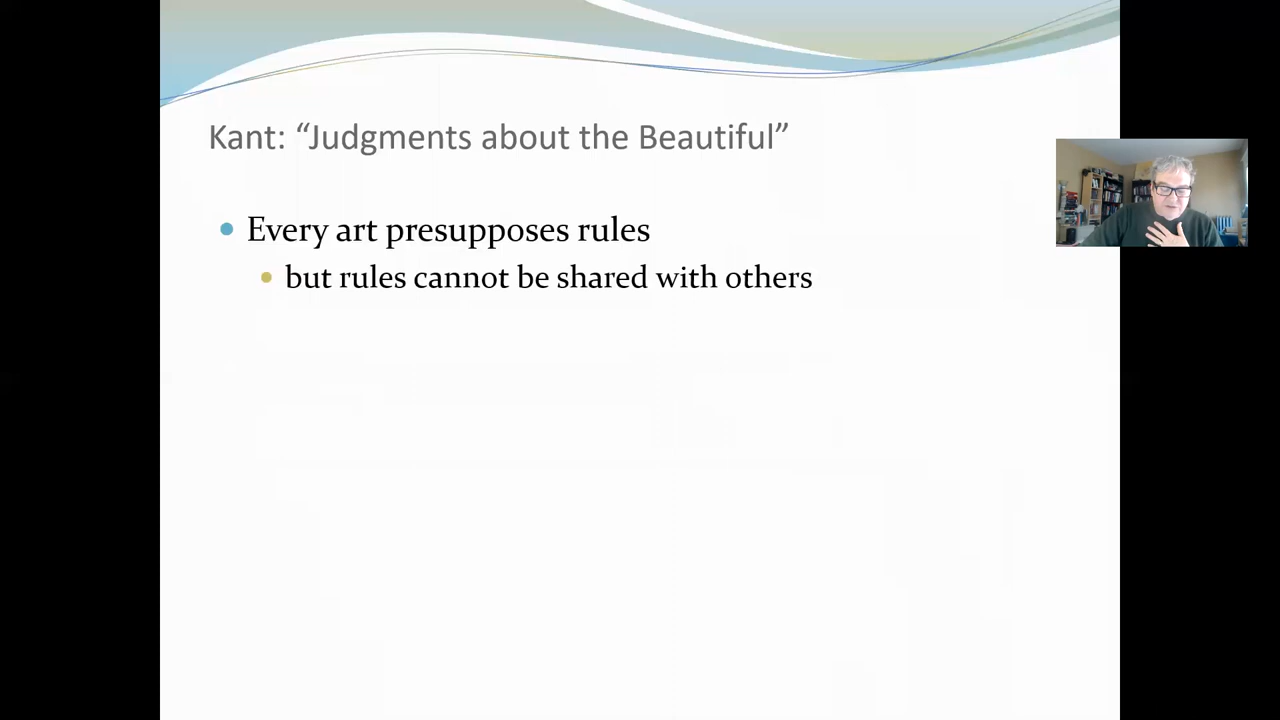 Kant: “Judgments about the Beautiful”
Every art presupposes rules
but rules cannot be shared with others